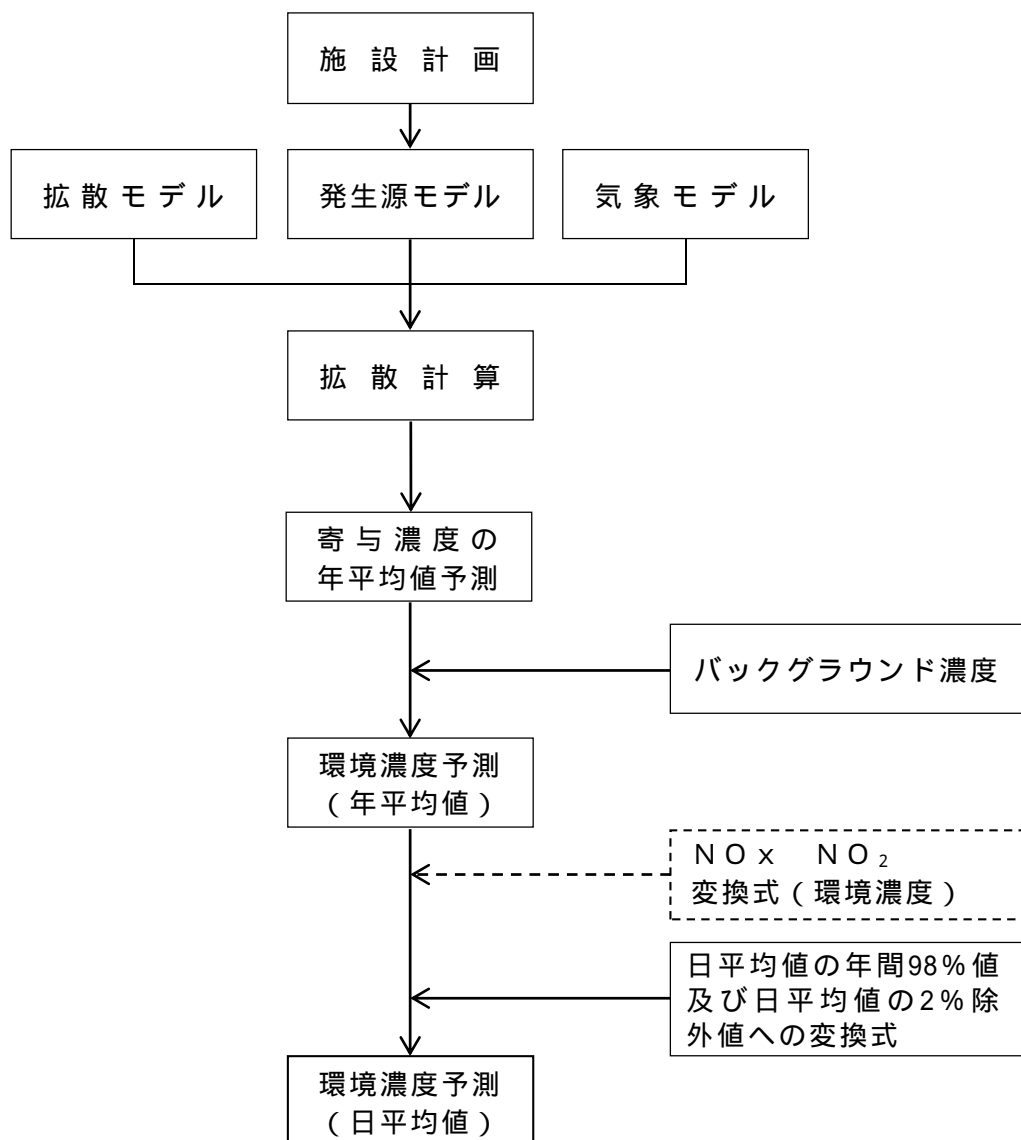 施設計画
拡散モデル
発生源モデル
気象モデル
拡散計算
寄与濃度の
年平均値予測
バックグラウンド濃度
環境濃度予測
（年平均値）
ＮＯｘ　ＮＯ₂
変換式（環境濃度）
日平均値の年間98％値
及び日平均値の2％除
外値への変換式
環境濃度予測
（日平均値）